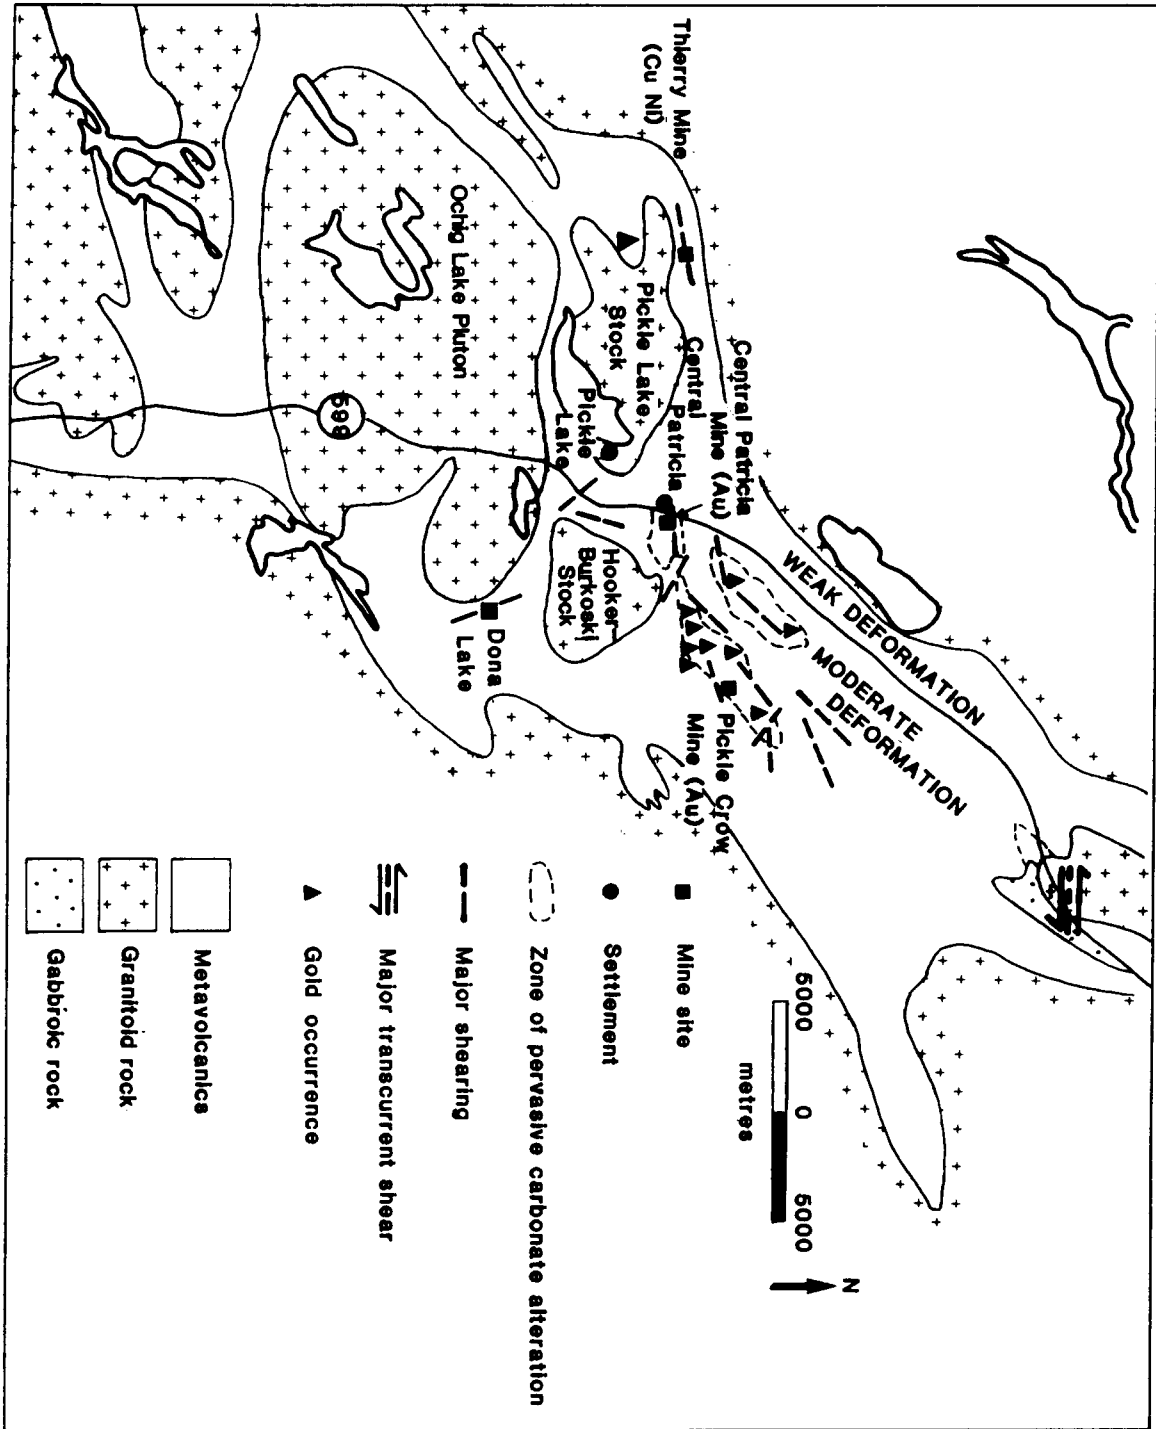 Thierry Mine
(Cu NI)
Central Patricia
Mine (Au)
Central
Patricia
Pickle Lake
Stock
Pickle
Lake
Ochig Lake Pluton
599
Hooker-
Burkoski
Stock
Dona
Lake
Pickle Crow
Mine (Au)
WEAK DEFORMATION
MODERATE
DEFORMATION
5000 0 5000
metres
N
Mine site
Settlement
Zone of pervasive carbonate alteration
Major shearing
Major transcurrent shear
Gold occurrence
Metavolcanics
Granitoid rock
Gabbroic rock